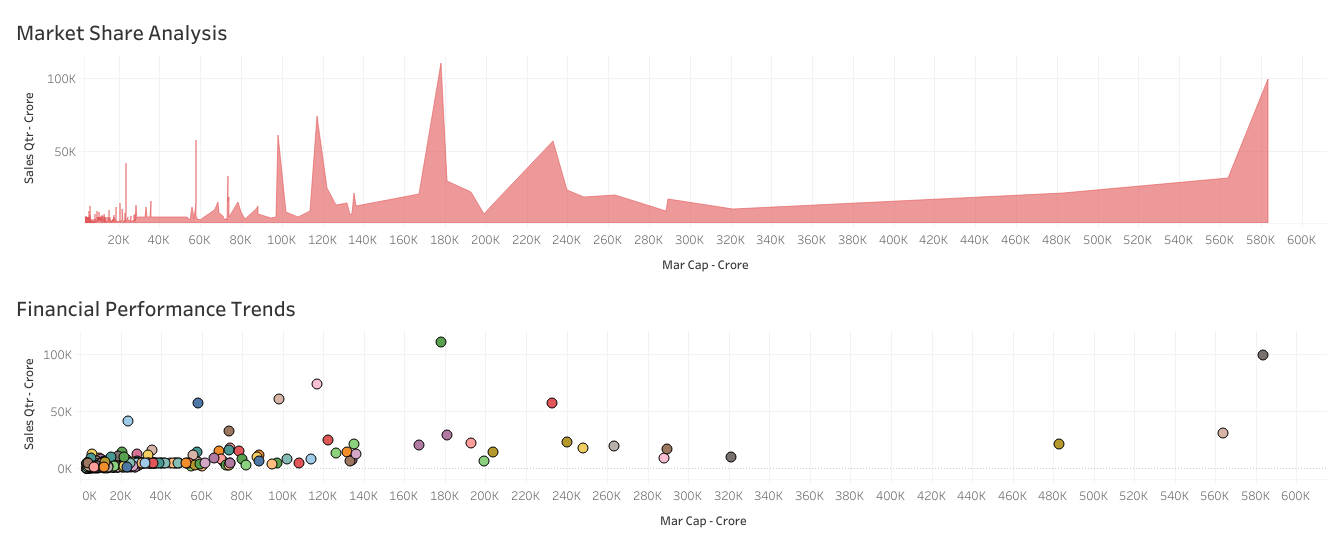 Market Share Analysis
100K
50K
Sales Qtr - Crore
20K 40K 60K 80K 100K 120K 140K 160K 180K 200K 220K 240K 260K 280K 300K 320K 340K 360K 380K 400K 420K 440K 460K 480K 500K 520K 540K 560K 580K 600K
Mar Cap - Crore
Financial Performance Trends
100K
50K
0K
Sales Qtr - Crore
0K 20K 40K 60K 80K 100K 120K 140K 160K 180K 200K 220K 240K 260K 280K 300K 320K 340K 360K 380K 400K 420K 440K 460K 480K 500K 520K 540K 560K 580K 600K
Mar Cap - Crore